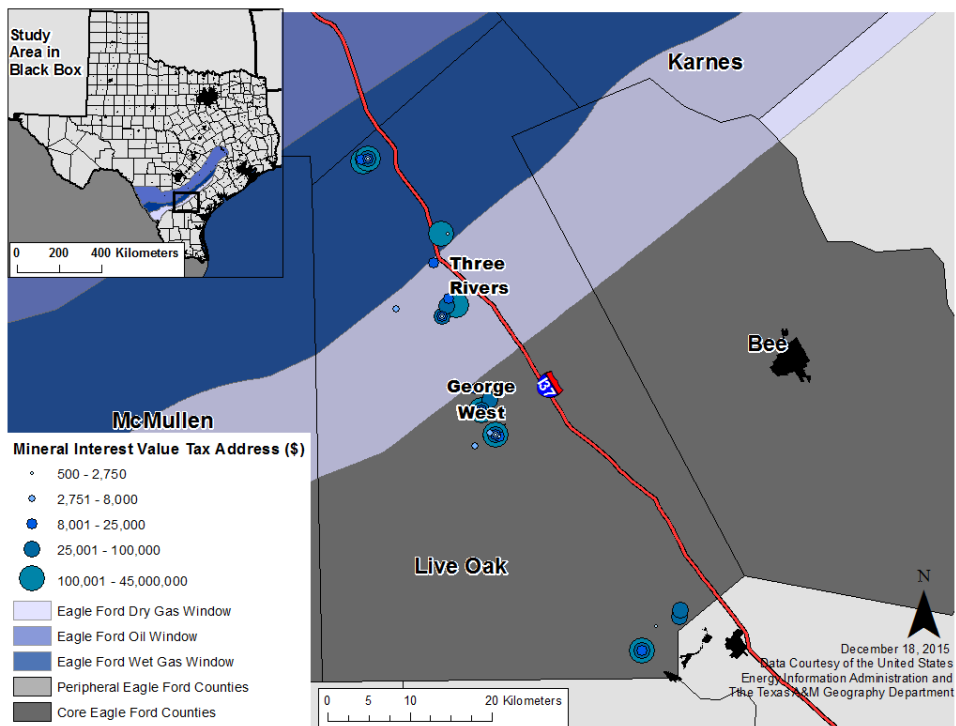 Study
Area in
Black Box
0 200 400 Kilometers
Karnes
Three
Rivers
Bee
137
George
West
McMullen
Live Oak
Mineral Interest Value Tax Address ($)
500 - 2,750
2,751 - 8,000
8,001 - 25,000
25,001 - 100,000
100,001 - 45,000,000
Eagle Ford Dry Gas Window
Eagle Ford Oil Window
Eagle Ford Wet Gas Window
Peripheral Eagle Ford Counties
Core Eagle Ford Counties
0 5 10 20 Kilometers
N
December 18, 2015
Data Courtesy of the United States
Energy Information Administration and
Tthe Texas A&M Geography Department